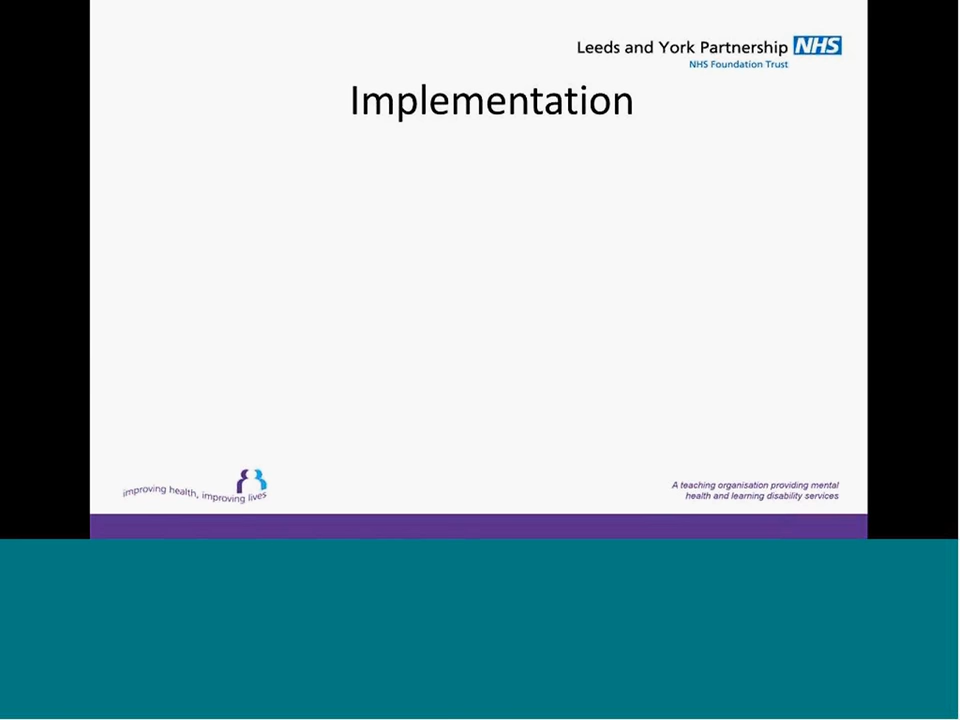 Leeds and York Partnership NHS
NHS Foundation Trust
Implementation
improving health, improving lives
A teaching organisation providing mental
health and learning disability services